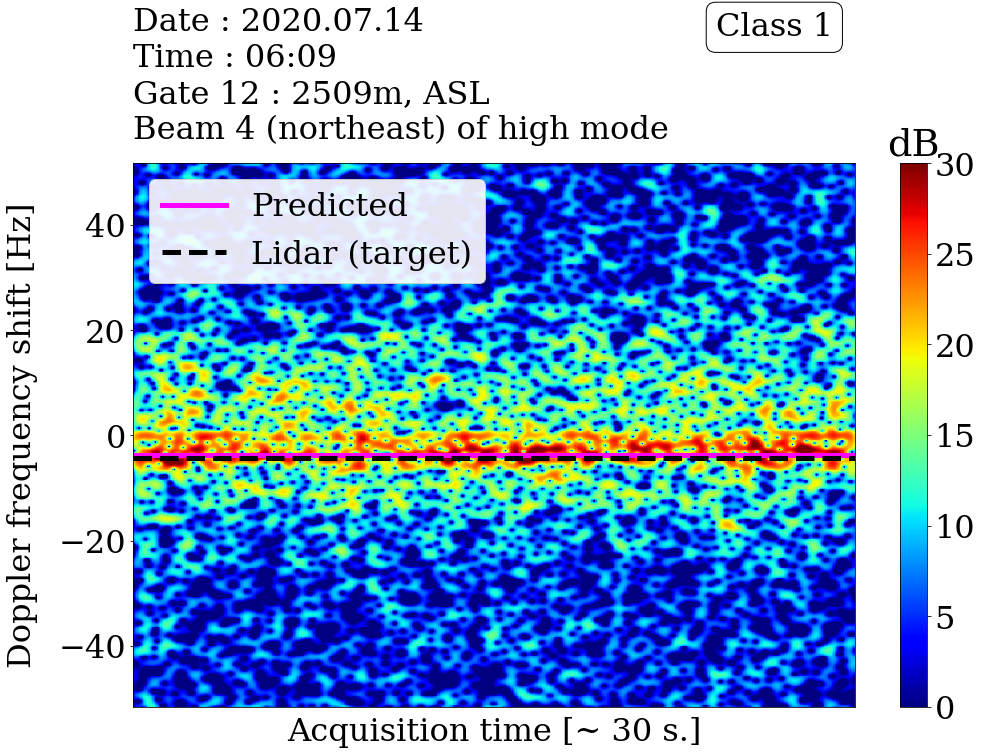 Date : 2020.07.14
Time : 06:09
Gate 12 : 2509m, ASL
Beam 4 (northeast) of high mode
Class 1
dB
Predicted
Lidar (target)
Doppler frequency shift [Hz]
40
20
0
−20
−40
30
25
20
15
10
5
0
Acquisition time [~ 30 s.]